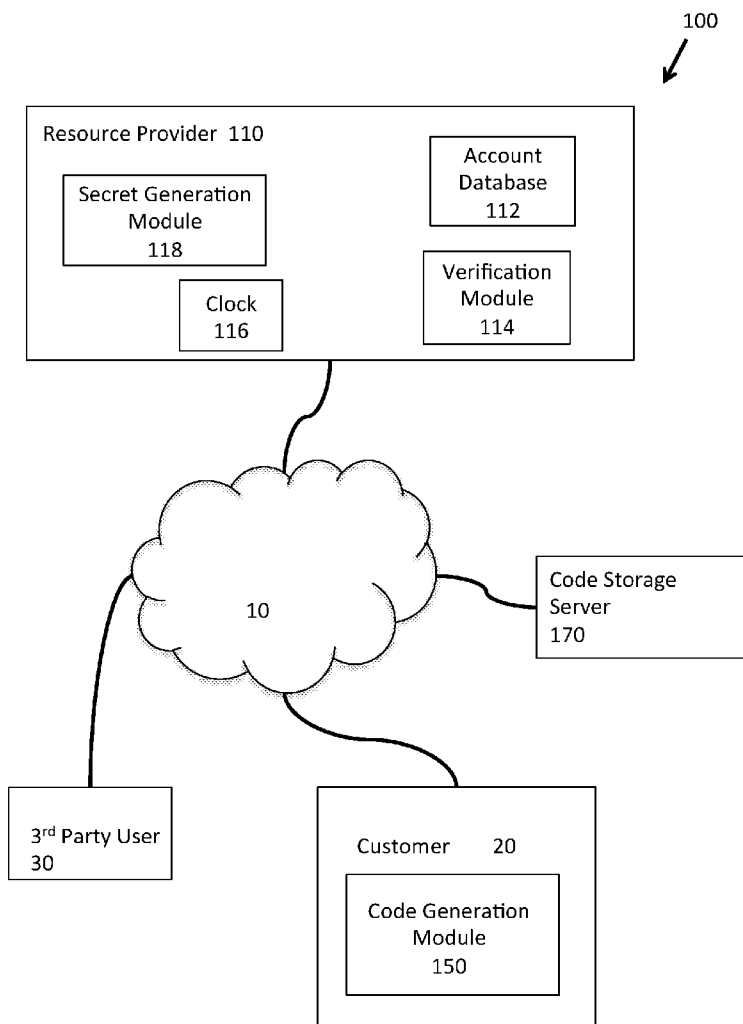 100
Resource Provider 110
Account
Database
112
Secret Generation
Module
118
Verification
Module
114
Clock
116
10
Code Storage
Server
170
3rd Party User
30
Customer 20
Code Generation
Module
150